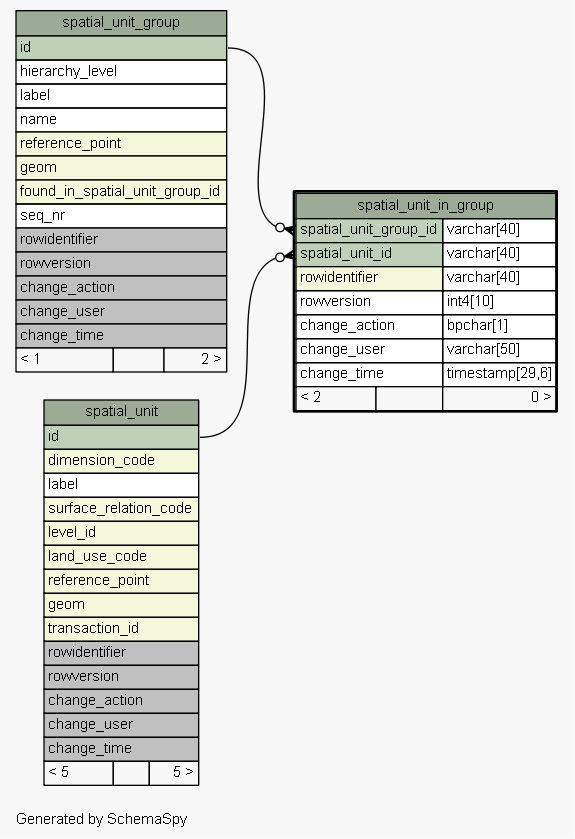 spatial_unit_group
id
hierarchy_level
label
name
reference_point
geom
found_in_spatial_unit_group_id
seq_nr
rowidentifier
rowversion
change_action
change_user
change_time
< 1 2 >
spatial_unit_in_group
spatial_unit_group_id varchar[40]
spatial_unit_id varchar[40]
rowidentifier varchar[40]
rowversion int4[10]
change_action bpchar[1]
change_user varchar[50]
change_time timestamp[29,6]
< 2 0 >
spatial_unit
id
dimension_code
label
surface_relation_code
level_id
land_use_code
reference_point
geom
transaction_id
rowidentifier
rowversion
change_action
change_user
change_time
< 5 5 >
Generated by SchemaSpy